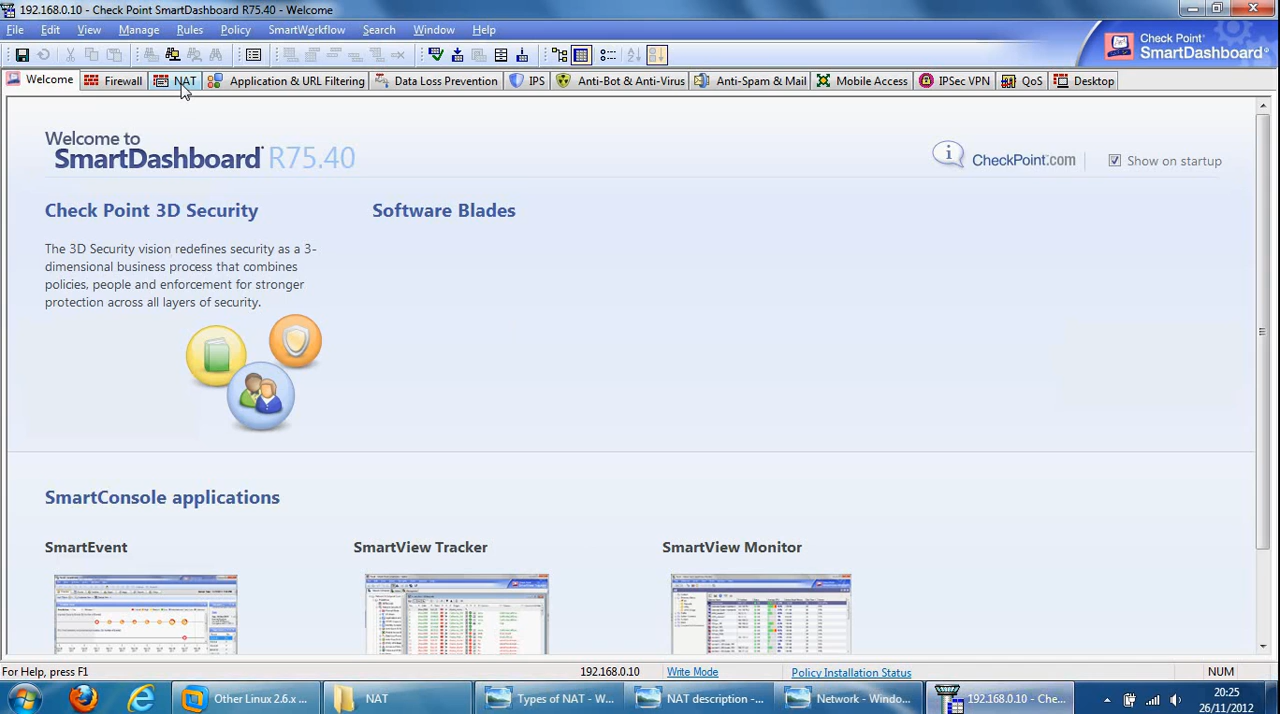 192.168.0.10 - Check Point SmartDashboard R75.40 - Welcome
File Edit View Manage Rules Policy SmartWorkflow Search Window Help
Check Point
SmartDashboard
Welcome Firewall NAT Application & URL Filtering Data Loss Prevention IPS Anti-Bot & Anti-Virus Anti-Spam & Mail Mobile Access IPSec VPN QoS Desktop
Welcome to
SmartDashboard R75.40
CheckPoint.com Show on startup
Check Point 3D Security
Software Blades
The 3D Security vision redefines security as a 3-
dimensional business process that combines
policies, people and enforcement for stronger
protection across all layers of security.
SmartConsole applications
SmartEvent SmartView Tracker SmartView Monitor
For Help, press F1 192.168.0.10 Write Mode Policy Installation Status NUM
Other Linux 2.6.x ... NAT Types of NAT - W... NAT description -... Network - Windo... 192.168.0.10 - Che...
20:25
26/11/2012